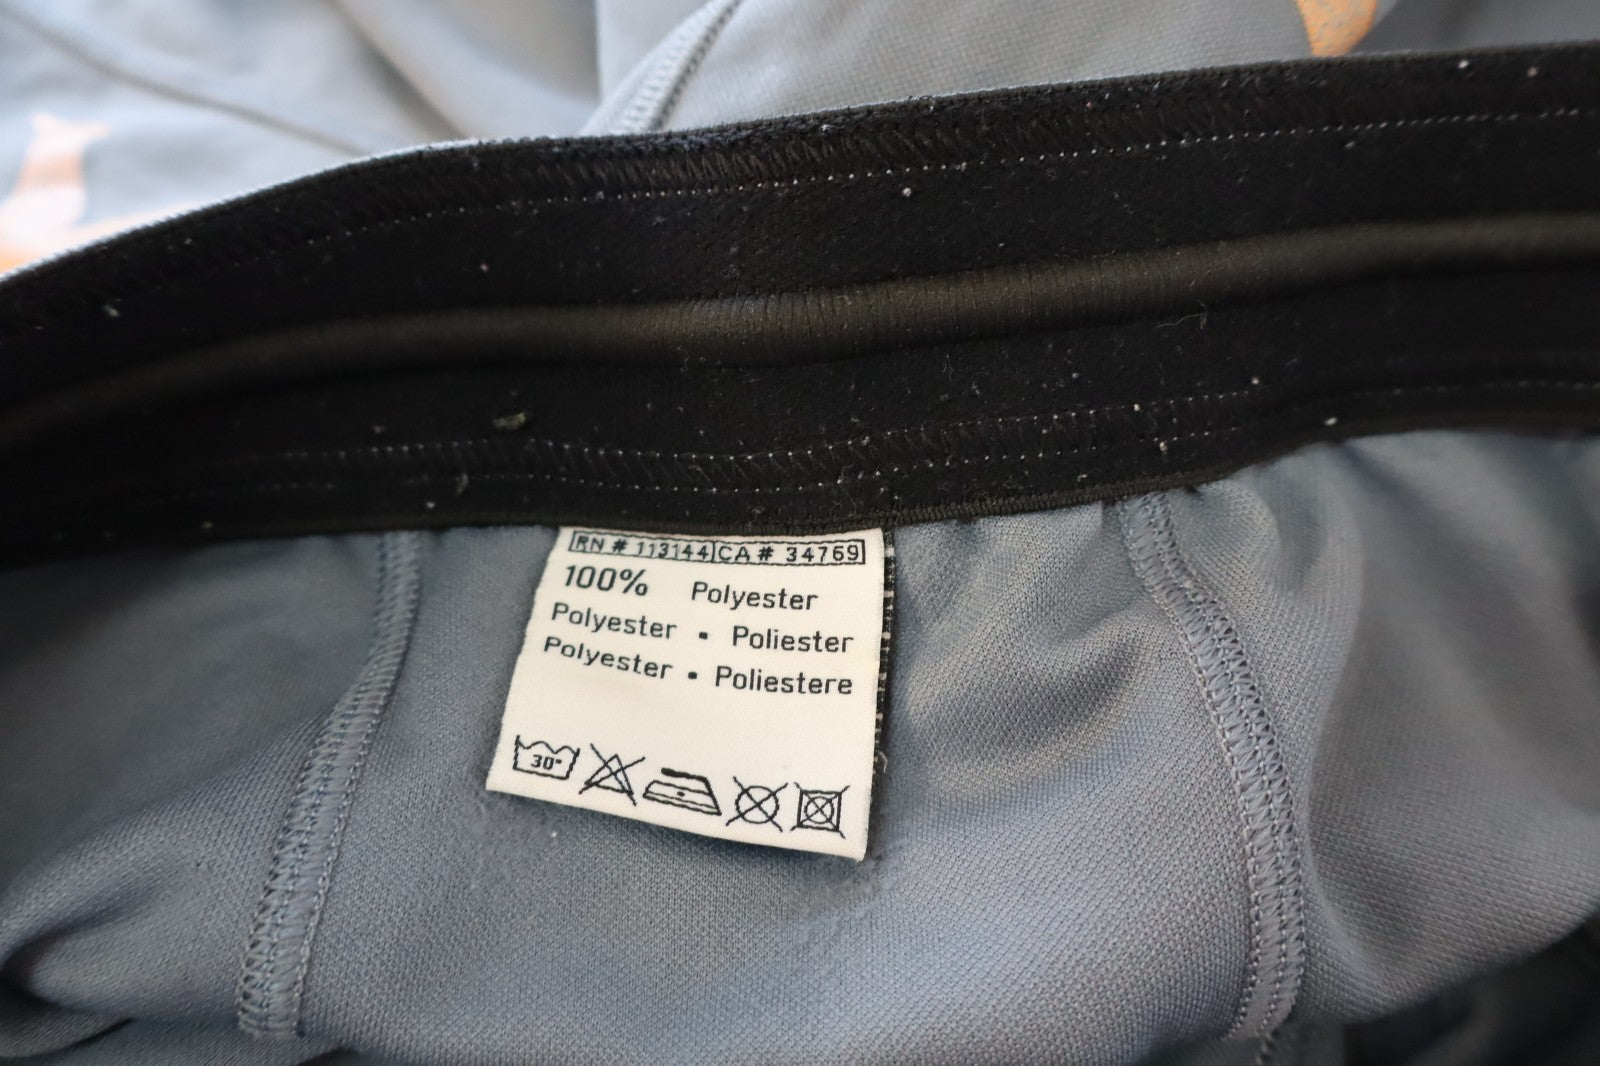 RN # 113144 CA # 34769
100% Polyester
Polyester • Poliester
Polyester • Poliestere
30°